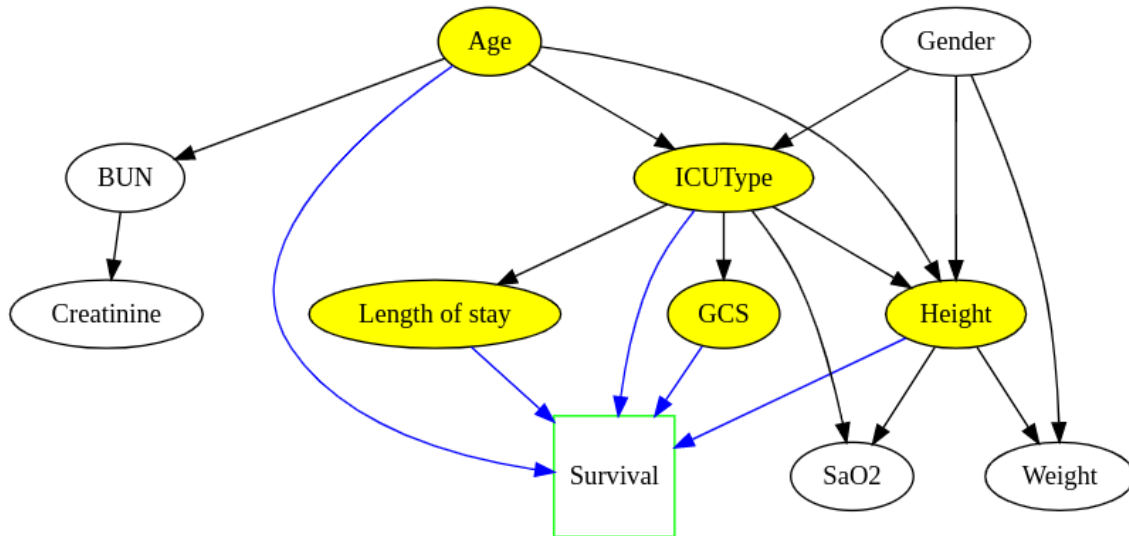 Age
Gender
BUN
ICUType
Creatinine
Length of stay
GCS
Height
Survival
SaO2
Weight